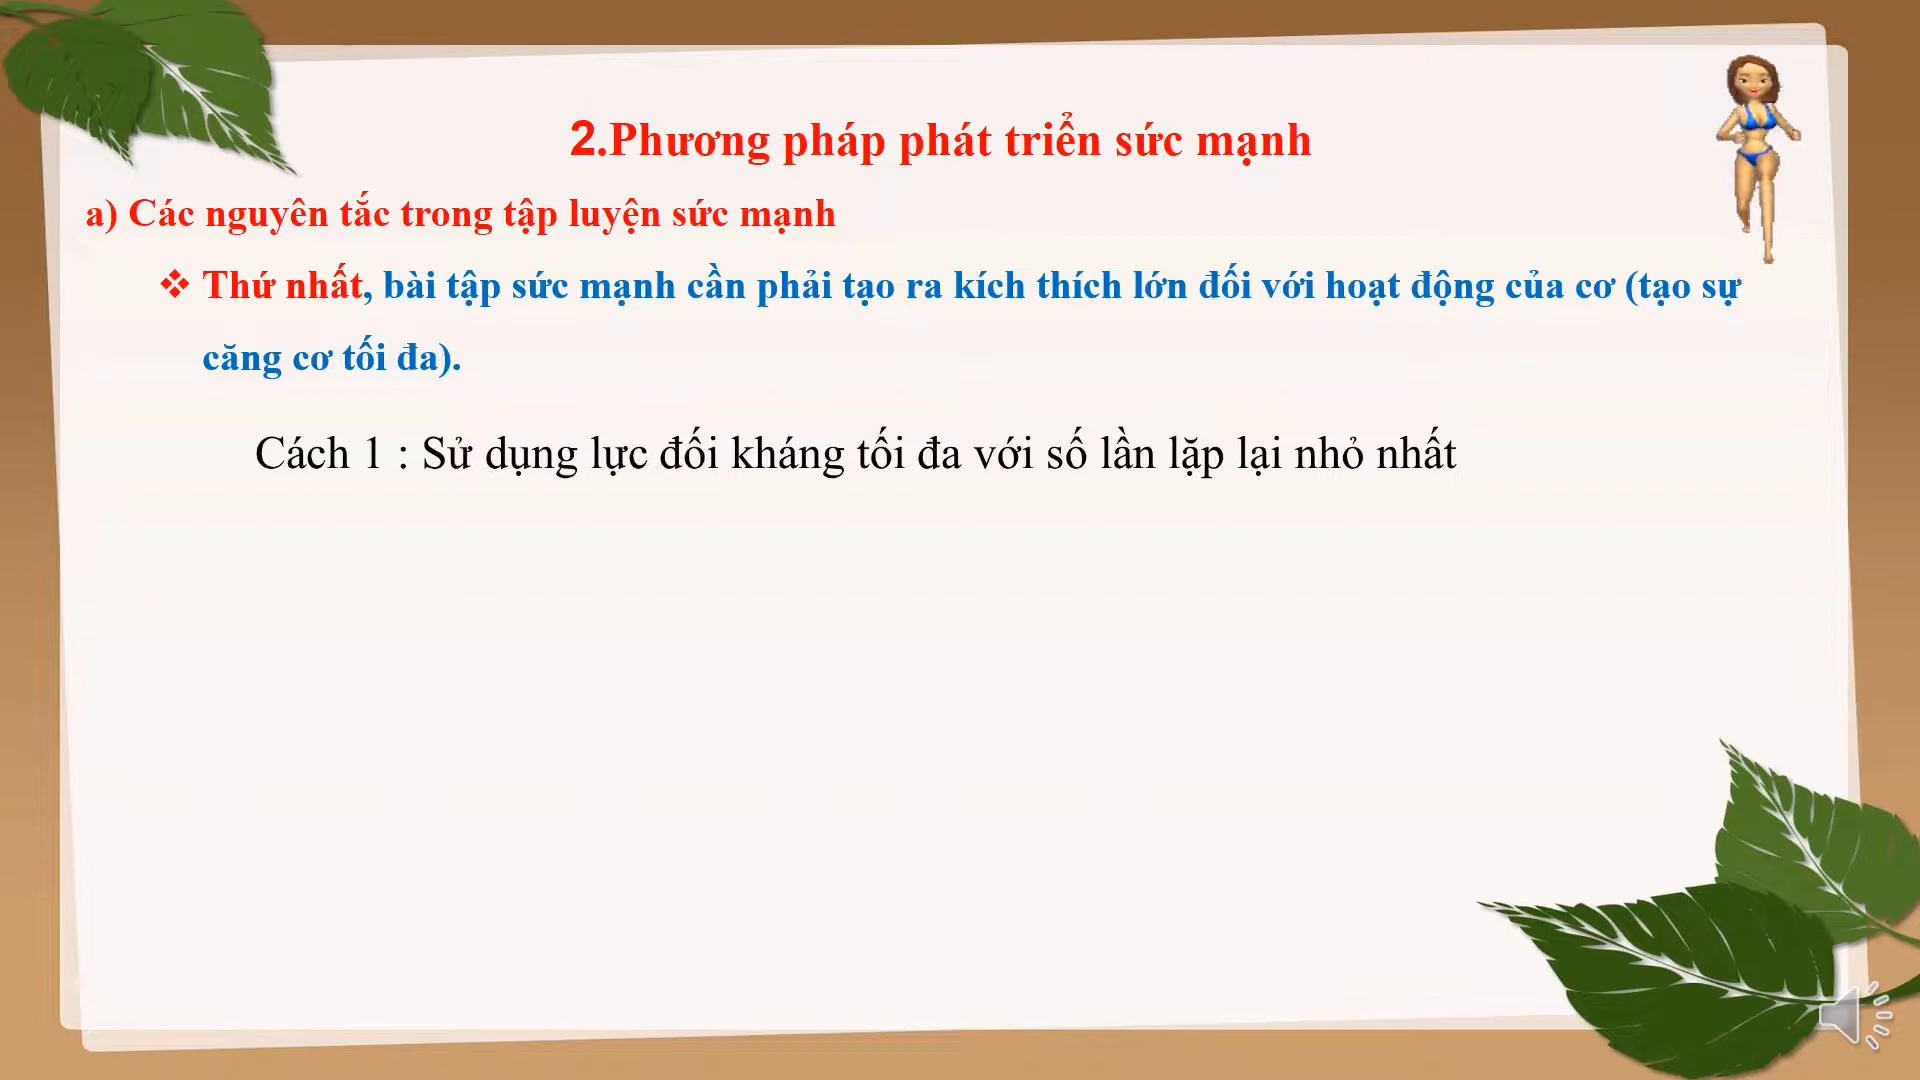 2.Phương pháp phát triển sức mạnh
a) Các nguyên tắc trong tập luyện sức mạnh
❖ Thứ nhất, bài tập sức mạnh cần phải tạo ra kích thích lớn đối với hoạt động của cơ (tạo sự
căng cơ tối đa).
Cách 1 : Sử dụng lực đối kháng tối đa với số lần lặp lại nhỏ nhất